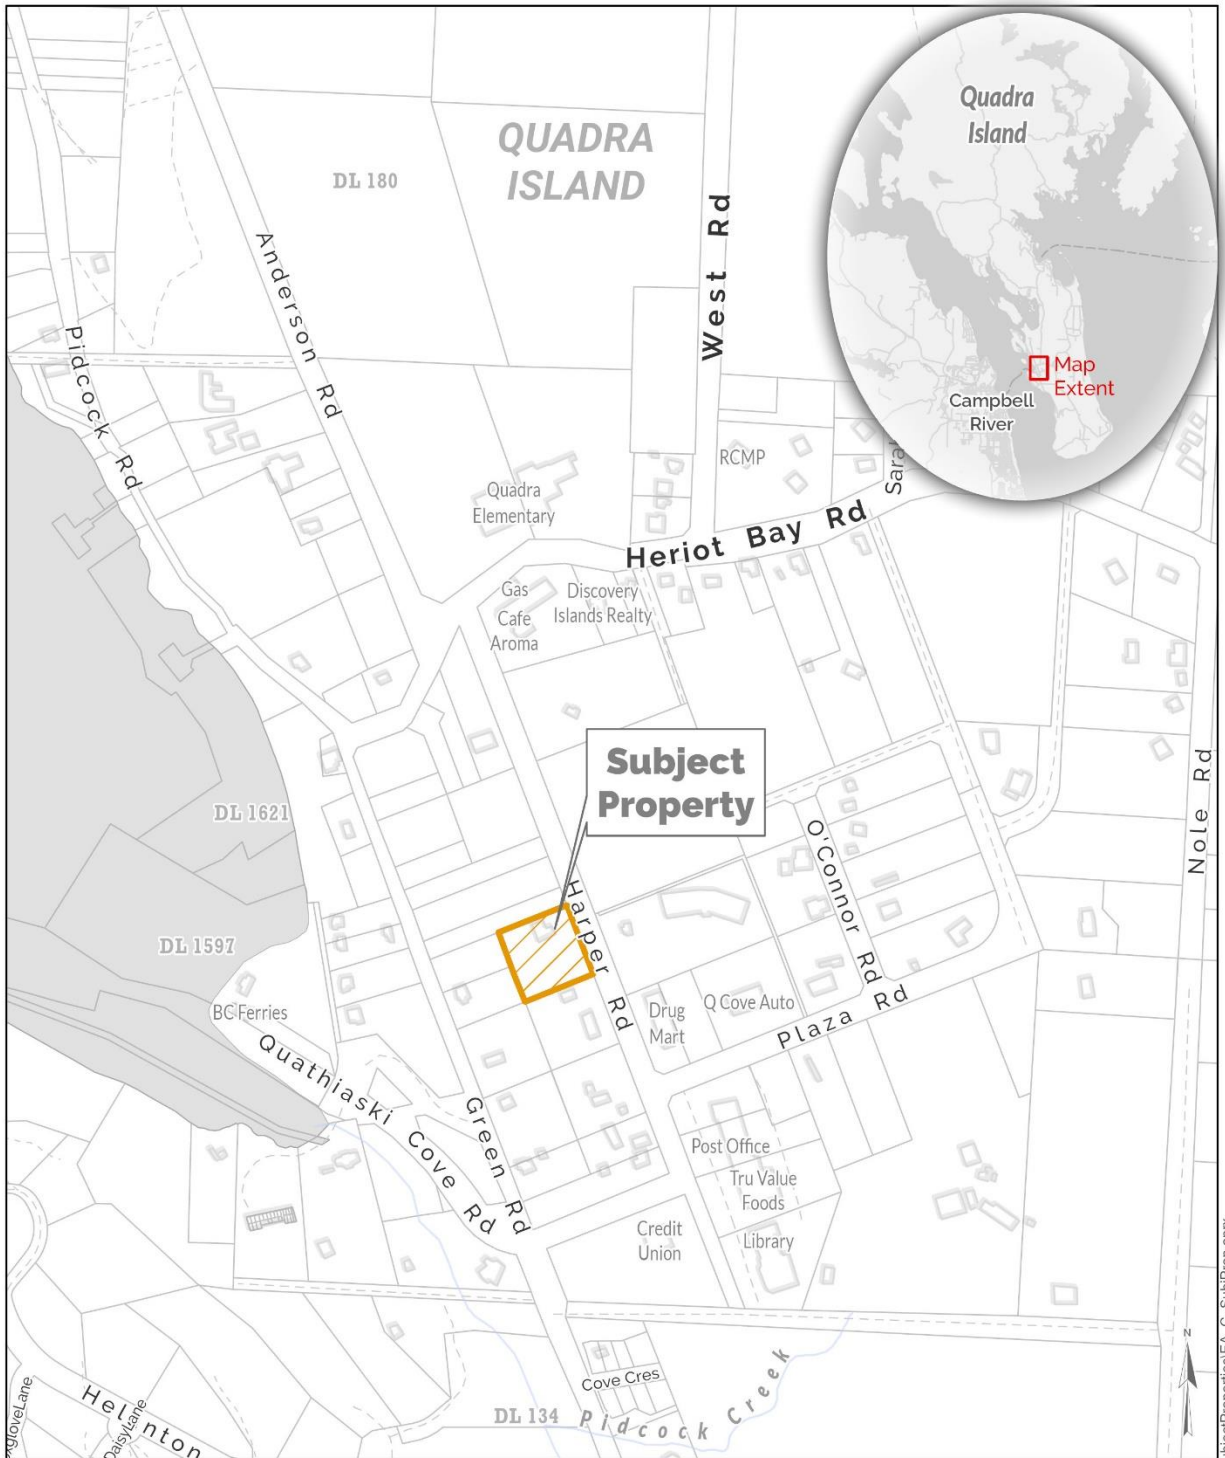 QUADRA
ISLAND
DL 180
Quadra
Island
Map
Extent
Campbell
River
West Rd
Anderson Rd
Pidcock Rd
RCMP
Quadra
Elementary
Heriot Bay Rd
Gas
Cafe
Aroma
Discovery
Islands Realty
Subject
Property
DL 1621
O'Connor Rd
Nole Rd
Harper Rd
DL 1597
BC Ferries
Drug
Mart
Q Cove Auto
Plaza Rd
Quathiaski Cove Rd
Green Rd
Post Office
Tru Value
Foods
Credit
Union
Library
N
Cove Cres
DL 134
Pidcock Creek
DaisyLane